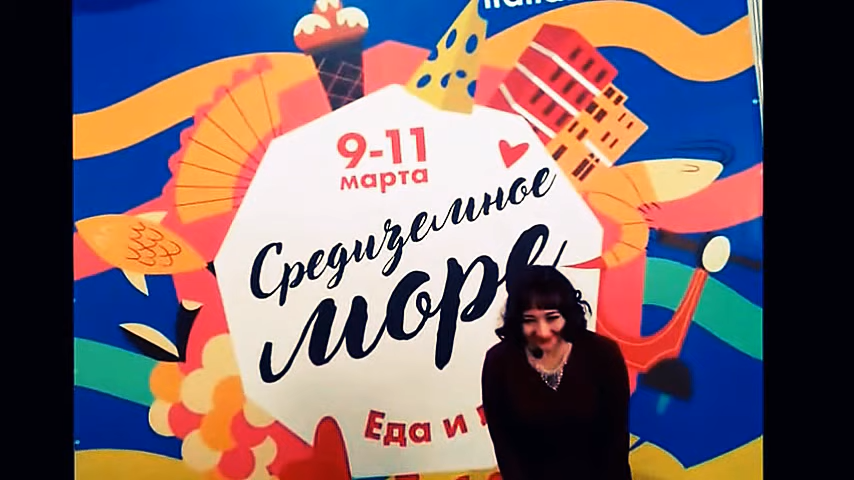 9-11
марта
Средиземное
море
Еда и